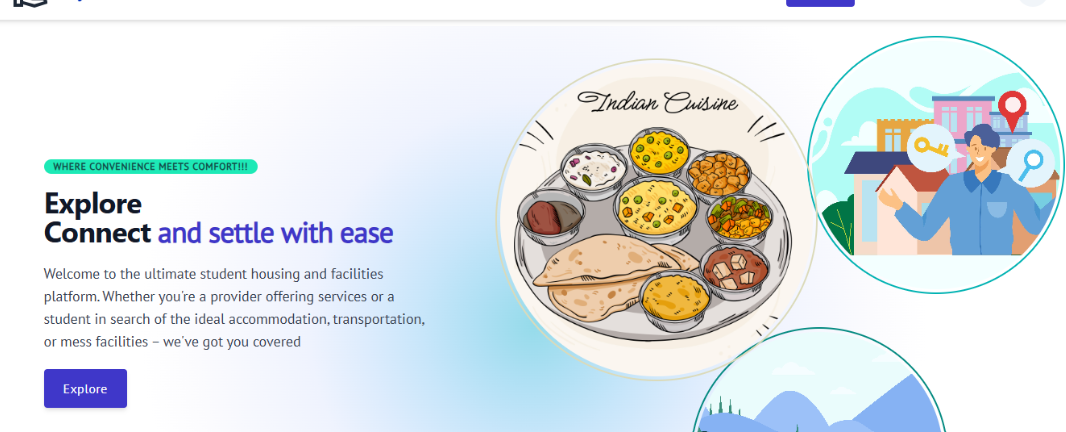 WHERE CONVENIENCE MEETS COMFORT!!!
Explore
Connect and settle with ease
Welcome to the ultimate student housing and facilities
platform. Whether you're a provider offering services or a
student in search of the ideal accommodation, transportation,
or mess facilities – we've got you covered
Explore
Indian Cuisine